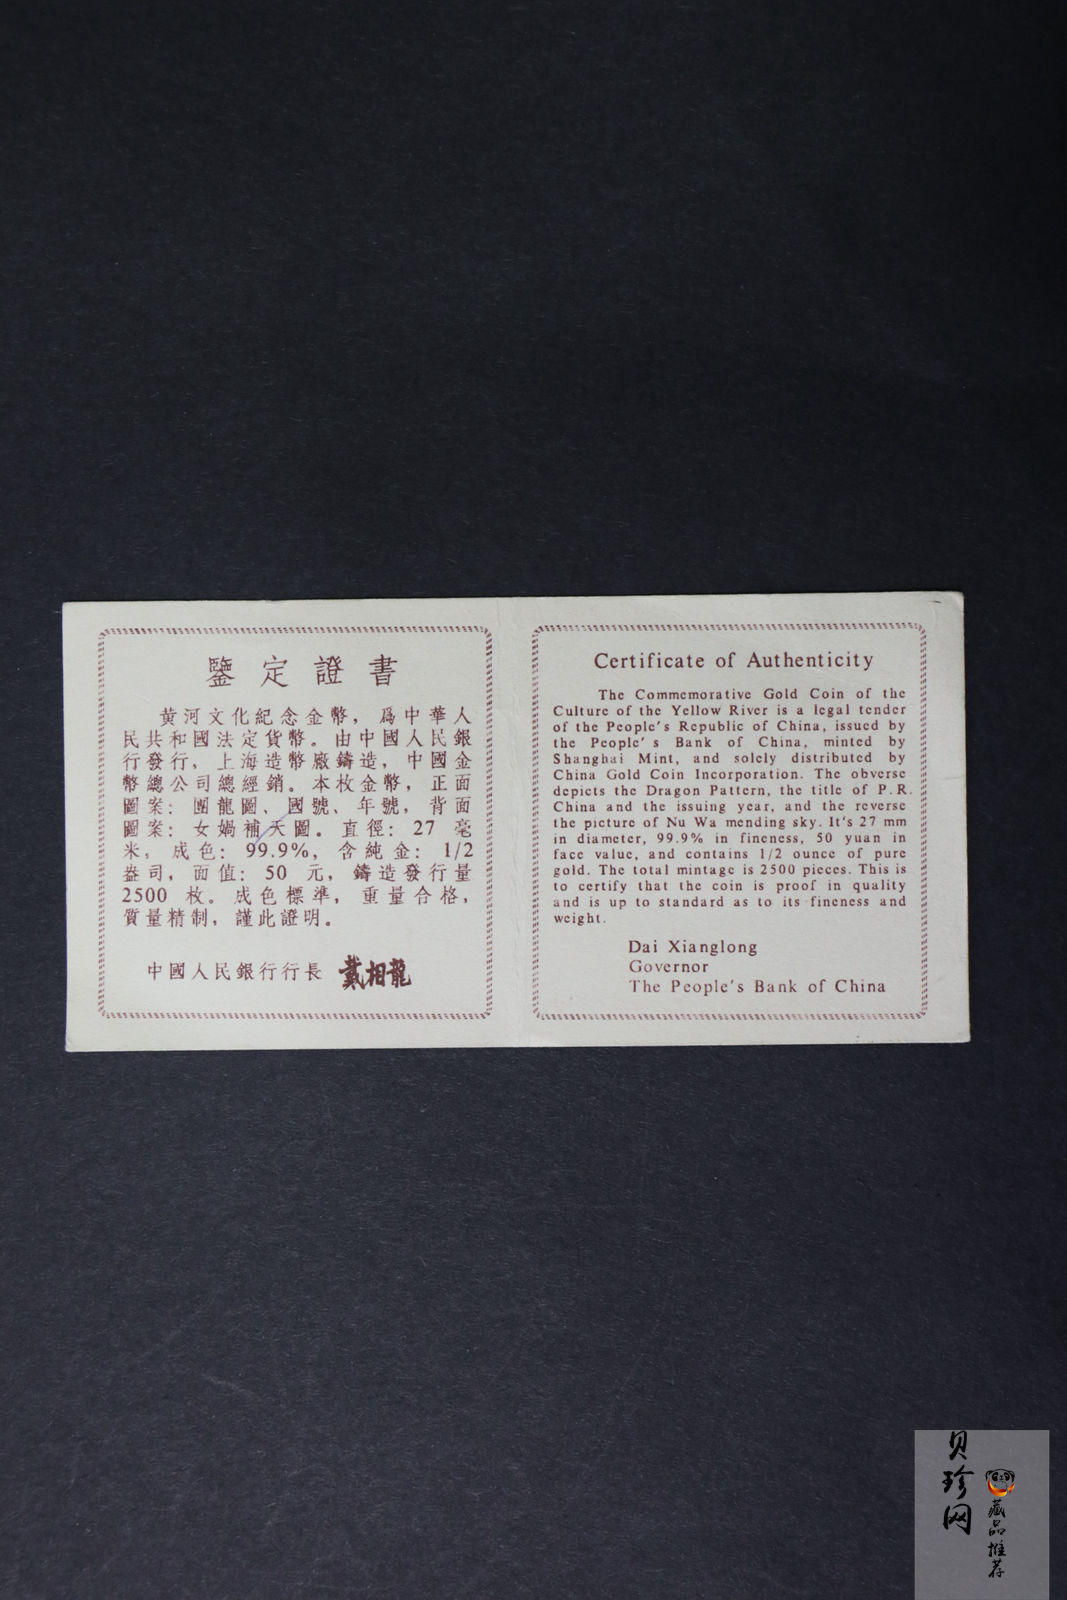 鑒定證書
黄河文化紀念金幣，爲中華人
民共和國法定貨幣。由中國人民銀
行發行，上海造幣廠鑄造，中國金
幣總公司總經銷。本枚金幣，正面
圖案：團龍圖、國號、年號，背面
圖案：女媧補天圖。直徑：27 毫
米，成色：99.9%，含純金：1/2
盎司，面值：50 元，鑄造發行量
2500 枚。成色標準，重量合格，
質量精制，謹此證明。
中國人民銀行行長 戴相龍
Certificate of Authenticity
The Commemorative Gold Coin of the
Culture of the Yellow River is a legal tender
of the People's Republic of China, issued by
the People's Bank of China, minted by
Shanghai Mint, and solely distributed by
China Gold Coin Incorporation. The obverse
depicts the Dragon Pattern, the title of P.R.
China and the issuing year, and the reverse
the picture of Nu Wa mending sky. It's 27 mm
in diameter, 99.9% in fineness, 50 yuan in
face value, and contains 1/2 ounce of pure
gold. The total mintage is 2500 pieces. This is
to certify that the coin is proof in quality
and is up to standard as to its fineness and
weight.
Dai Xianglong
Governor
The People's Bank of China
贝珍网
藏品推荐